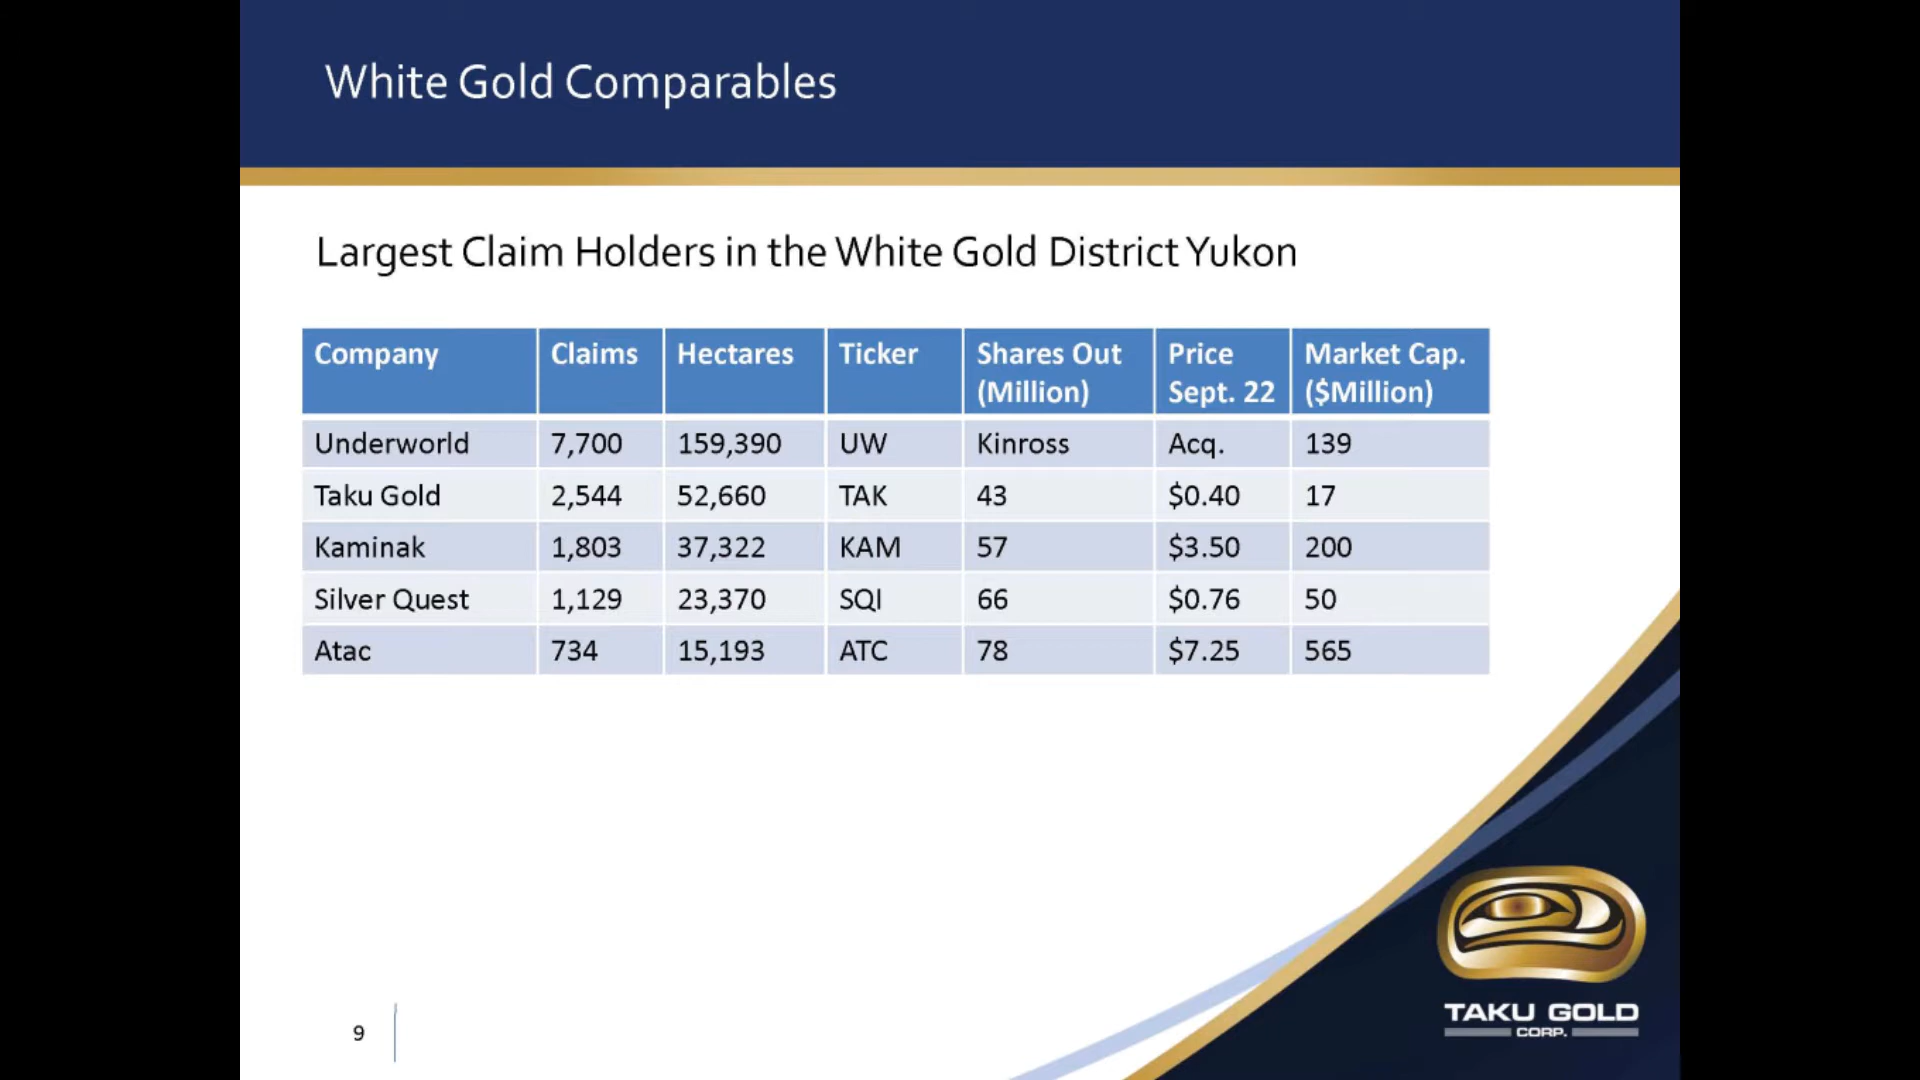 White Gold Comparables
Largest Claim Holders in the White Gold District Yukon
Company Claims Hectares Ticker Shares Out (Million) Price Sept. 22 Market Cap. ($Million)
Underworld 7,700 159,390 UW Kinross Acq. 139
Taku Gold 2,544 52,660 TAK 43 $0.40 17
Kaminak 1,803 37,322 KAM 57 $3.50 200
Silver Quest 1,129 23,370 SQI 66 $0.76 50
Atac 734 15,193 ATC 78 $7.25 565
TAKU GOLD
CORP.
9